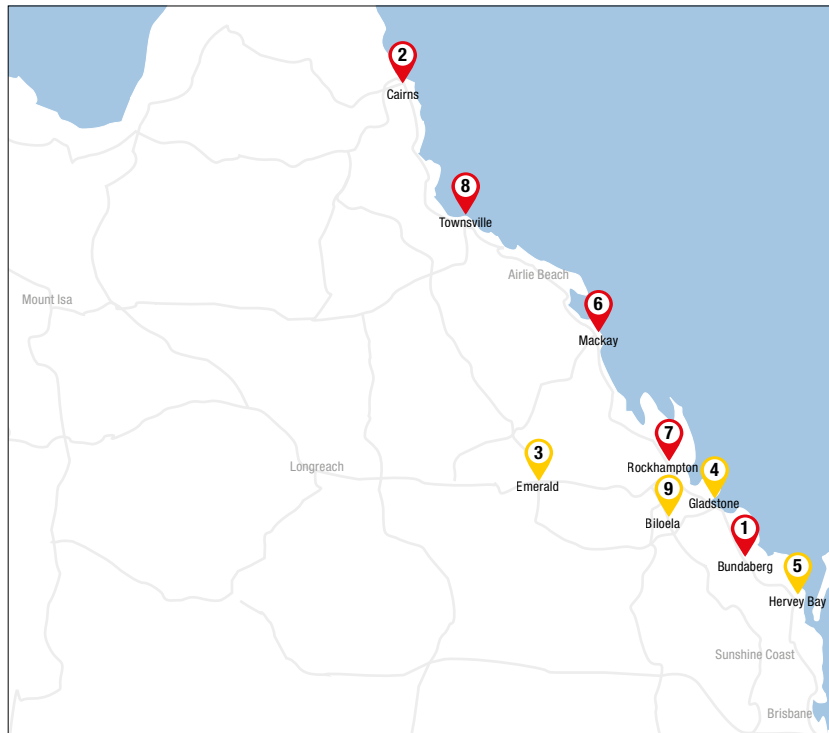 2
Cairns
8
Townsville
Airlie Beach
Mount Isa
6
Mackay
7
Rockhampton
3
Emerald
Longreach
4
Gladstone
9
Biloela
1
Bundaberg
5
Hervey Bay
Sunshine Coast
Brisbane